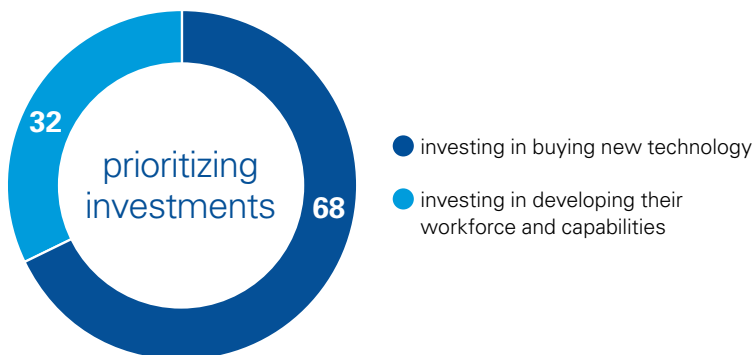 32
prioritizing
investments
68
investing in buying new technology
investing in developing their
workforce and capabilities